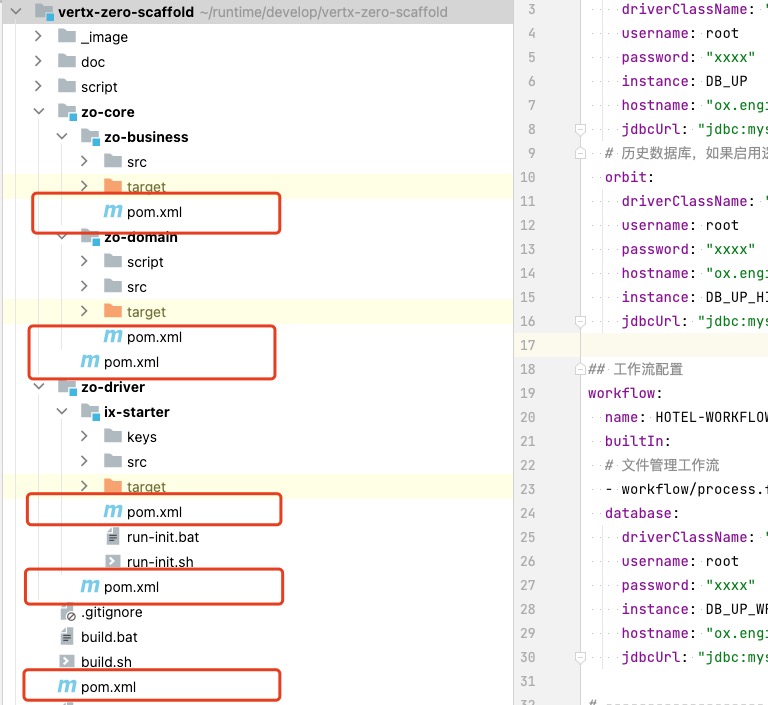 vertx-zero-scaffold ~/runtime/develop/vertx-zero-scaffold
_image
doc
script
zo-core
zo-business
src
target
pom.xml
zo-domain
script
src
target
pom.xml
pom.xml
zo-driver
ix-starter
keys
src
target
pom.xml
run-init.bat
run-init.sh
pom.xml
.gitignore
build.bat
build.sh
pom.xml
3 driverClassName: "
4 username: root
5 password: "xxxx"
6 instance: DB_UP
7 hostname: "ox.engi
8 jdbcUrl: "jdbc:mys
9 # 历史数据库，如果启用
10 orbit:
11 driverClassName: "
12 username: root
13 password: "xxxx"
14 hostname: "ox.engi
15 instance: DB_UP_HI
16 jdbcUrl: "jdbc:mys
17
18 ## 工作流配置
19 workflow:
20 name: HOTEL-WORKFLOW
21 builtIn:
22 # 文件管理工作流
23 - workflow/process.f
24 database:
25 driverClassName: "
26 username: root
27 password: "xxxx"
28 instance: DB_UP_WF
29 hostname: "ox.engi
30 jdbcUrl: "jdbc:mys
31